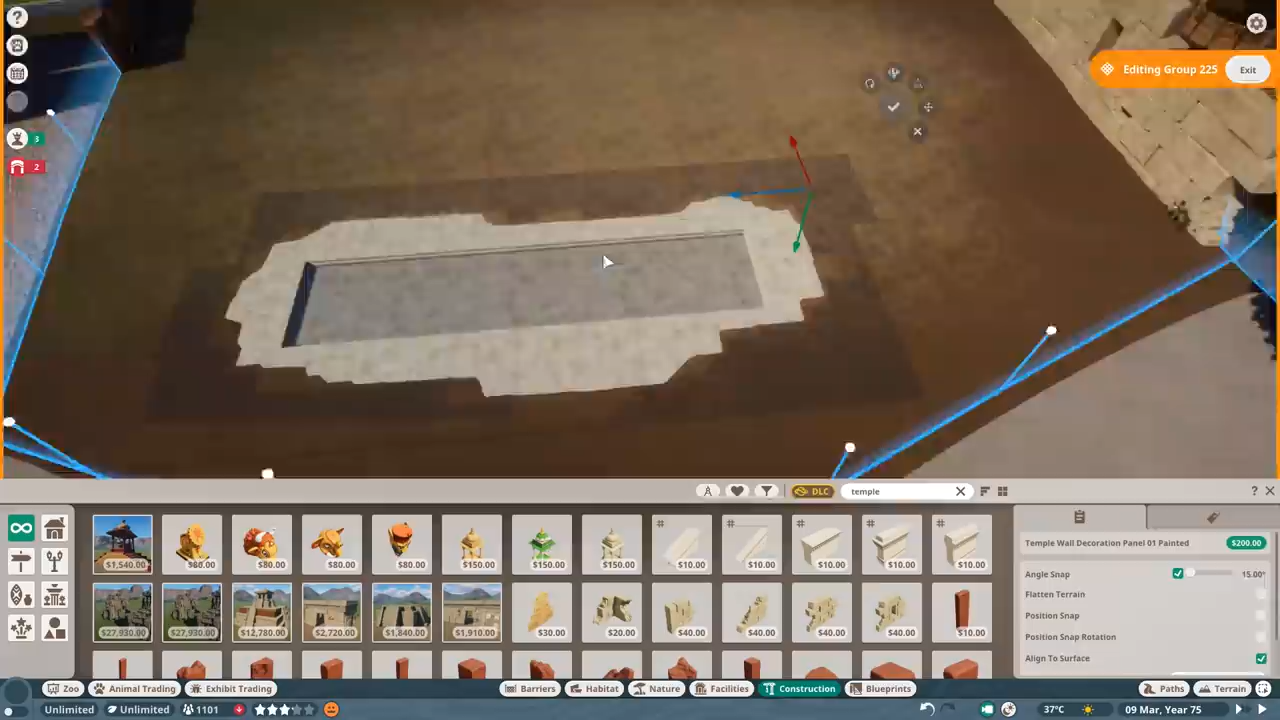 Editing Group 225
Exit
3
2
DLC
temple
?
$1,540.00
$80.00
$80.00
$80.00
$80.00
$150.00
$150.00
$150.00
$10.00
$10.00
$10.00
$10.00
$10.00
Temple Wall Decoration Panel 01 Painted
$200.00
Angle Snap
15.00°
Flatten Terrain
Position Snap
Position Snap Rotation
Align To Surface
$27,930.00
$27,930.00
$12,780.00
$2,720.00
$1,840.00
$1,910.00
$30.00
$20.00
$40.00
$40.00
$40.00
$40.00
$10.00
Zoo
Animal Trading
Exhibit Trading
Barriers
Habitat
Nature
Facilities
Construction
Blueprints
Paths
Terrain
Unlimited
Unlimited
1101
37°C
09 Mar, Year 75